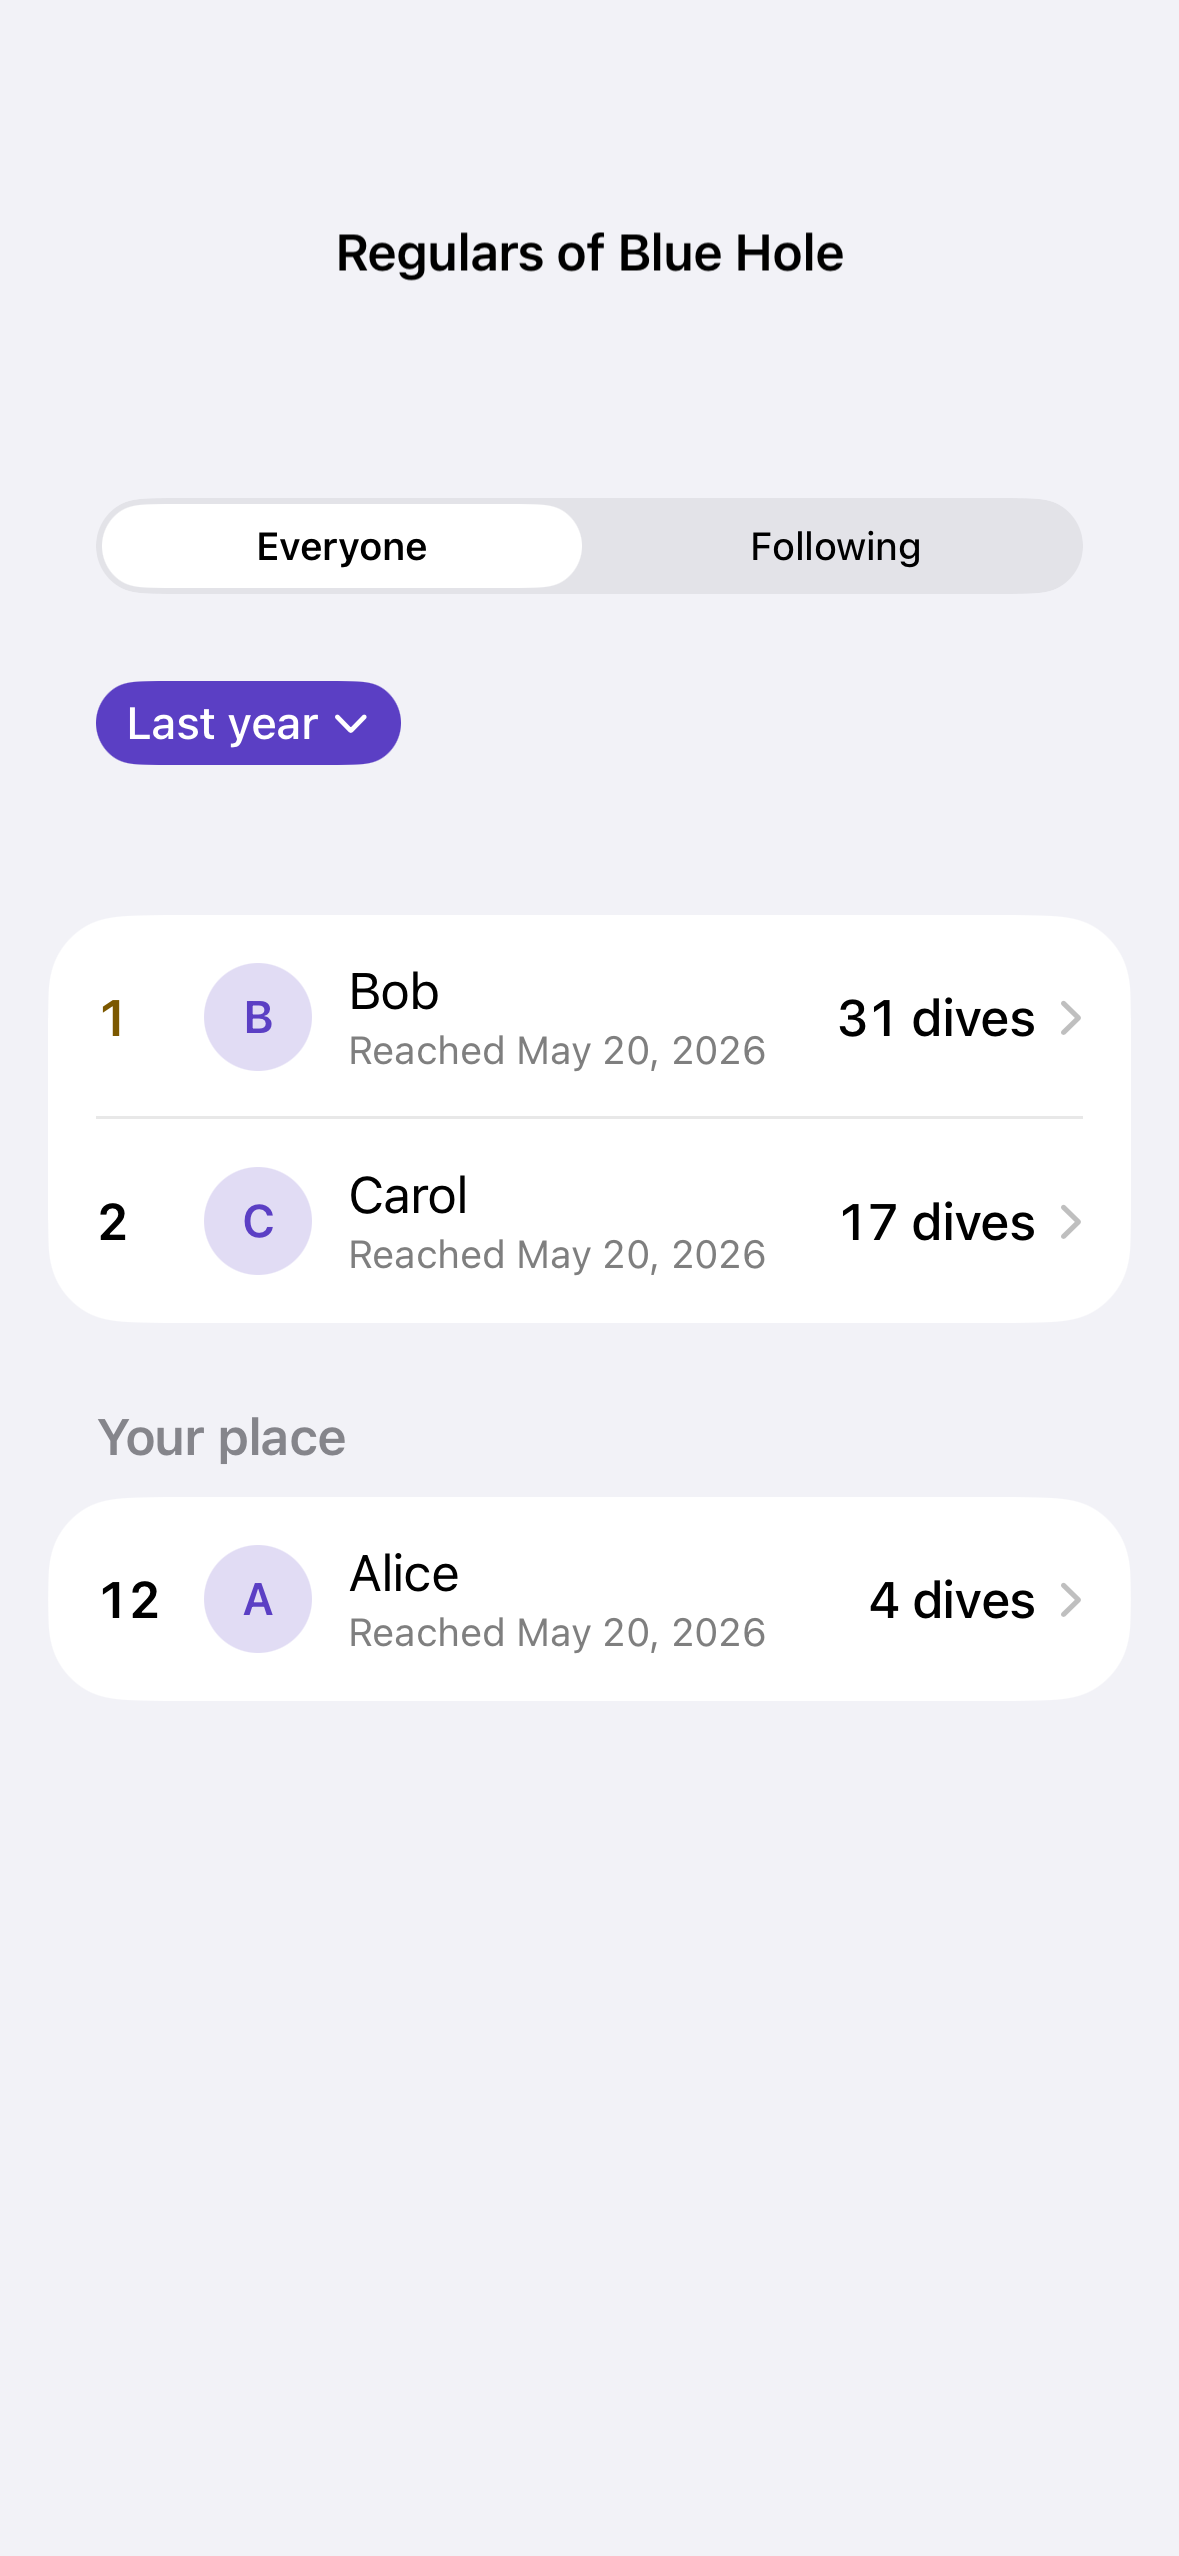 Regulars of Blue Hole
Everyone
Following
Last year
1
B
Bob
Reached May 20, 2026
31 dives
2
C
Carol
Reached May 20, 2026
17 dives
Your place
12
A
Alice
Reached May 20, 2026
4 dives